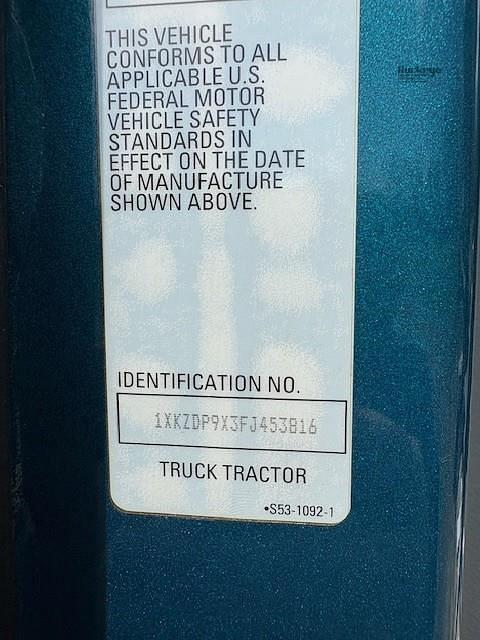 THIS VEHICLE
CONFORMS TO ALL
APPLICABLE U.S.
FEDERAL MOTOR
VEHICLE SAFETY
STANDARDS IN
EFFECT ON THE DATE
OF MANUFACTURE
SHOWN ABOVE.
IDENTIFICATION NO.
1XKZDP9X3FJ453816
TRUCK TRACTOR
•S53-1092-1